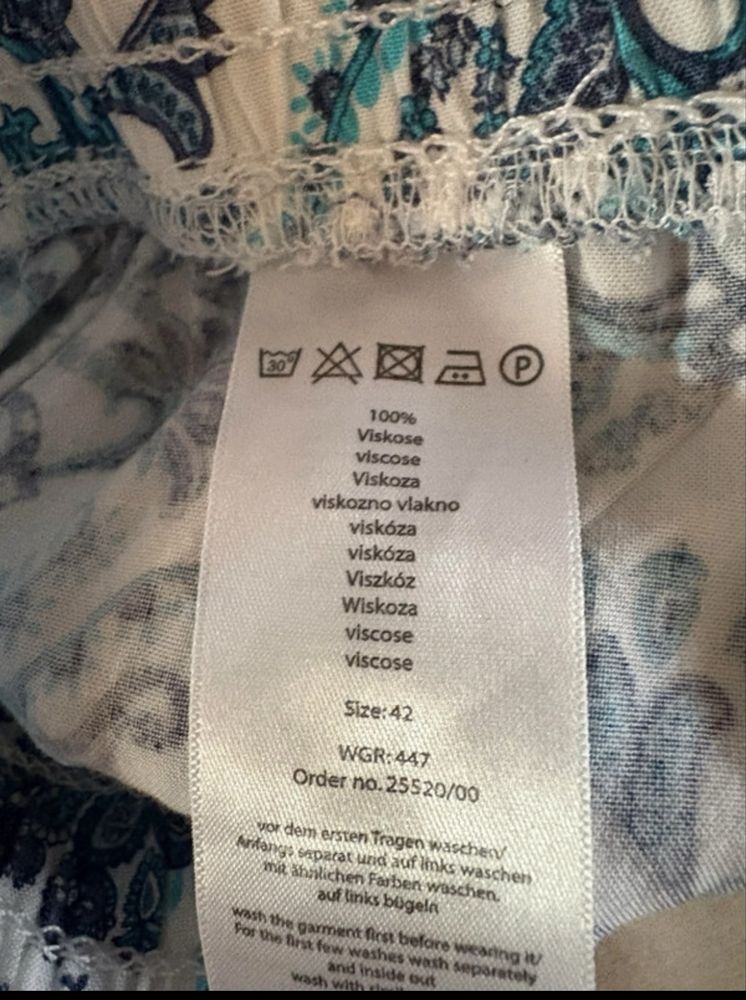 30°
P
100%
Viskose
viscose
Viskoza
viskozno vlakno
viskóza
viskóza
Viszkóz
Wiskoza
viscose
viscose
Size: 42
WGR: 447
Order no. 25520/00
vor dem ersten Tragen waschen/
Anfangs separat und auf links waschen
mit ähnlichen Farben waschen.
auf links bügeln
wash the garment first before wearing it/
For the first few washes wash separately
and inside out
wash with